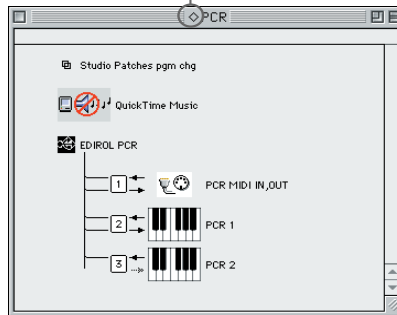 PCR
Studio Patches pgm chg
QuickTime Music
EDIROL PCR
1
PCR MIDI IN,OUT
2
PCR 1
3
PCR 2